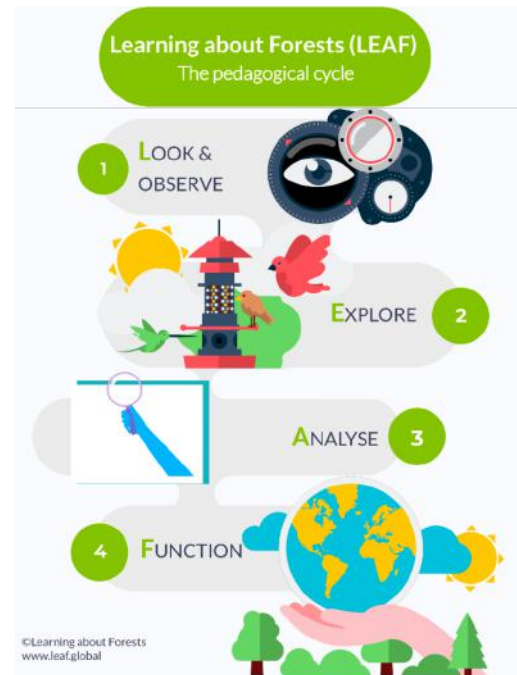 Learning about Forests (LEAF)
The pedagogical cycle
1
LOOK &
OBSERVE
EXPLORE
2
ANALYSE
3
4
FUNCTION
©Learning about Forests
www.leaf.global